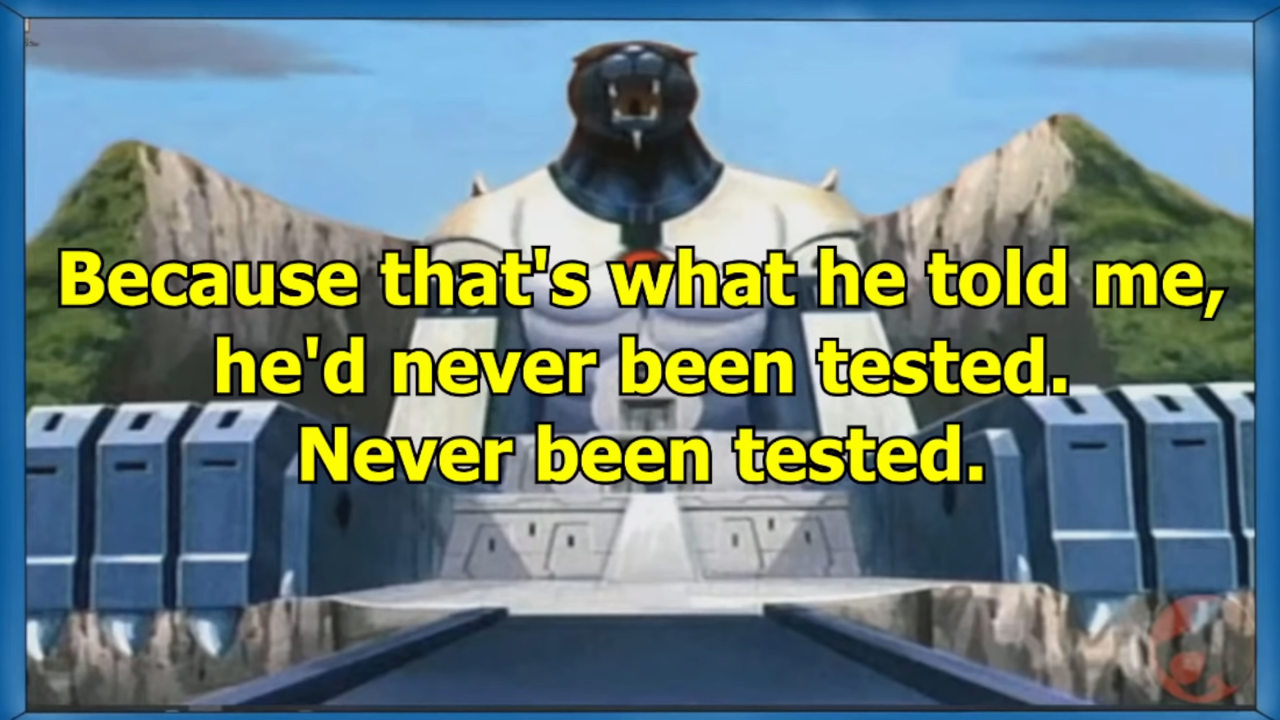 Because that's what he told me,
he'd never been tested.
Never been tested.